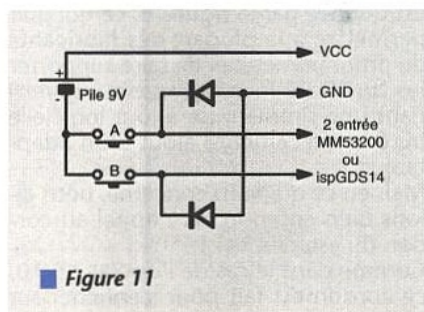 VCC
+
Pile 9V
-
GND
A
2 entrée
MM53200
ou
ispGDS14
B
Figure 11